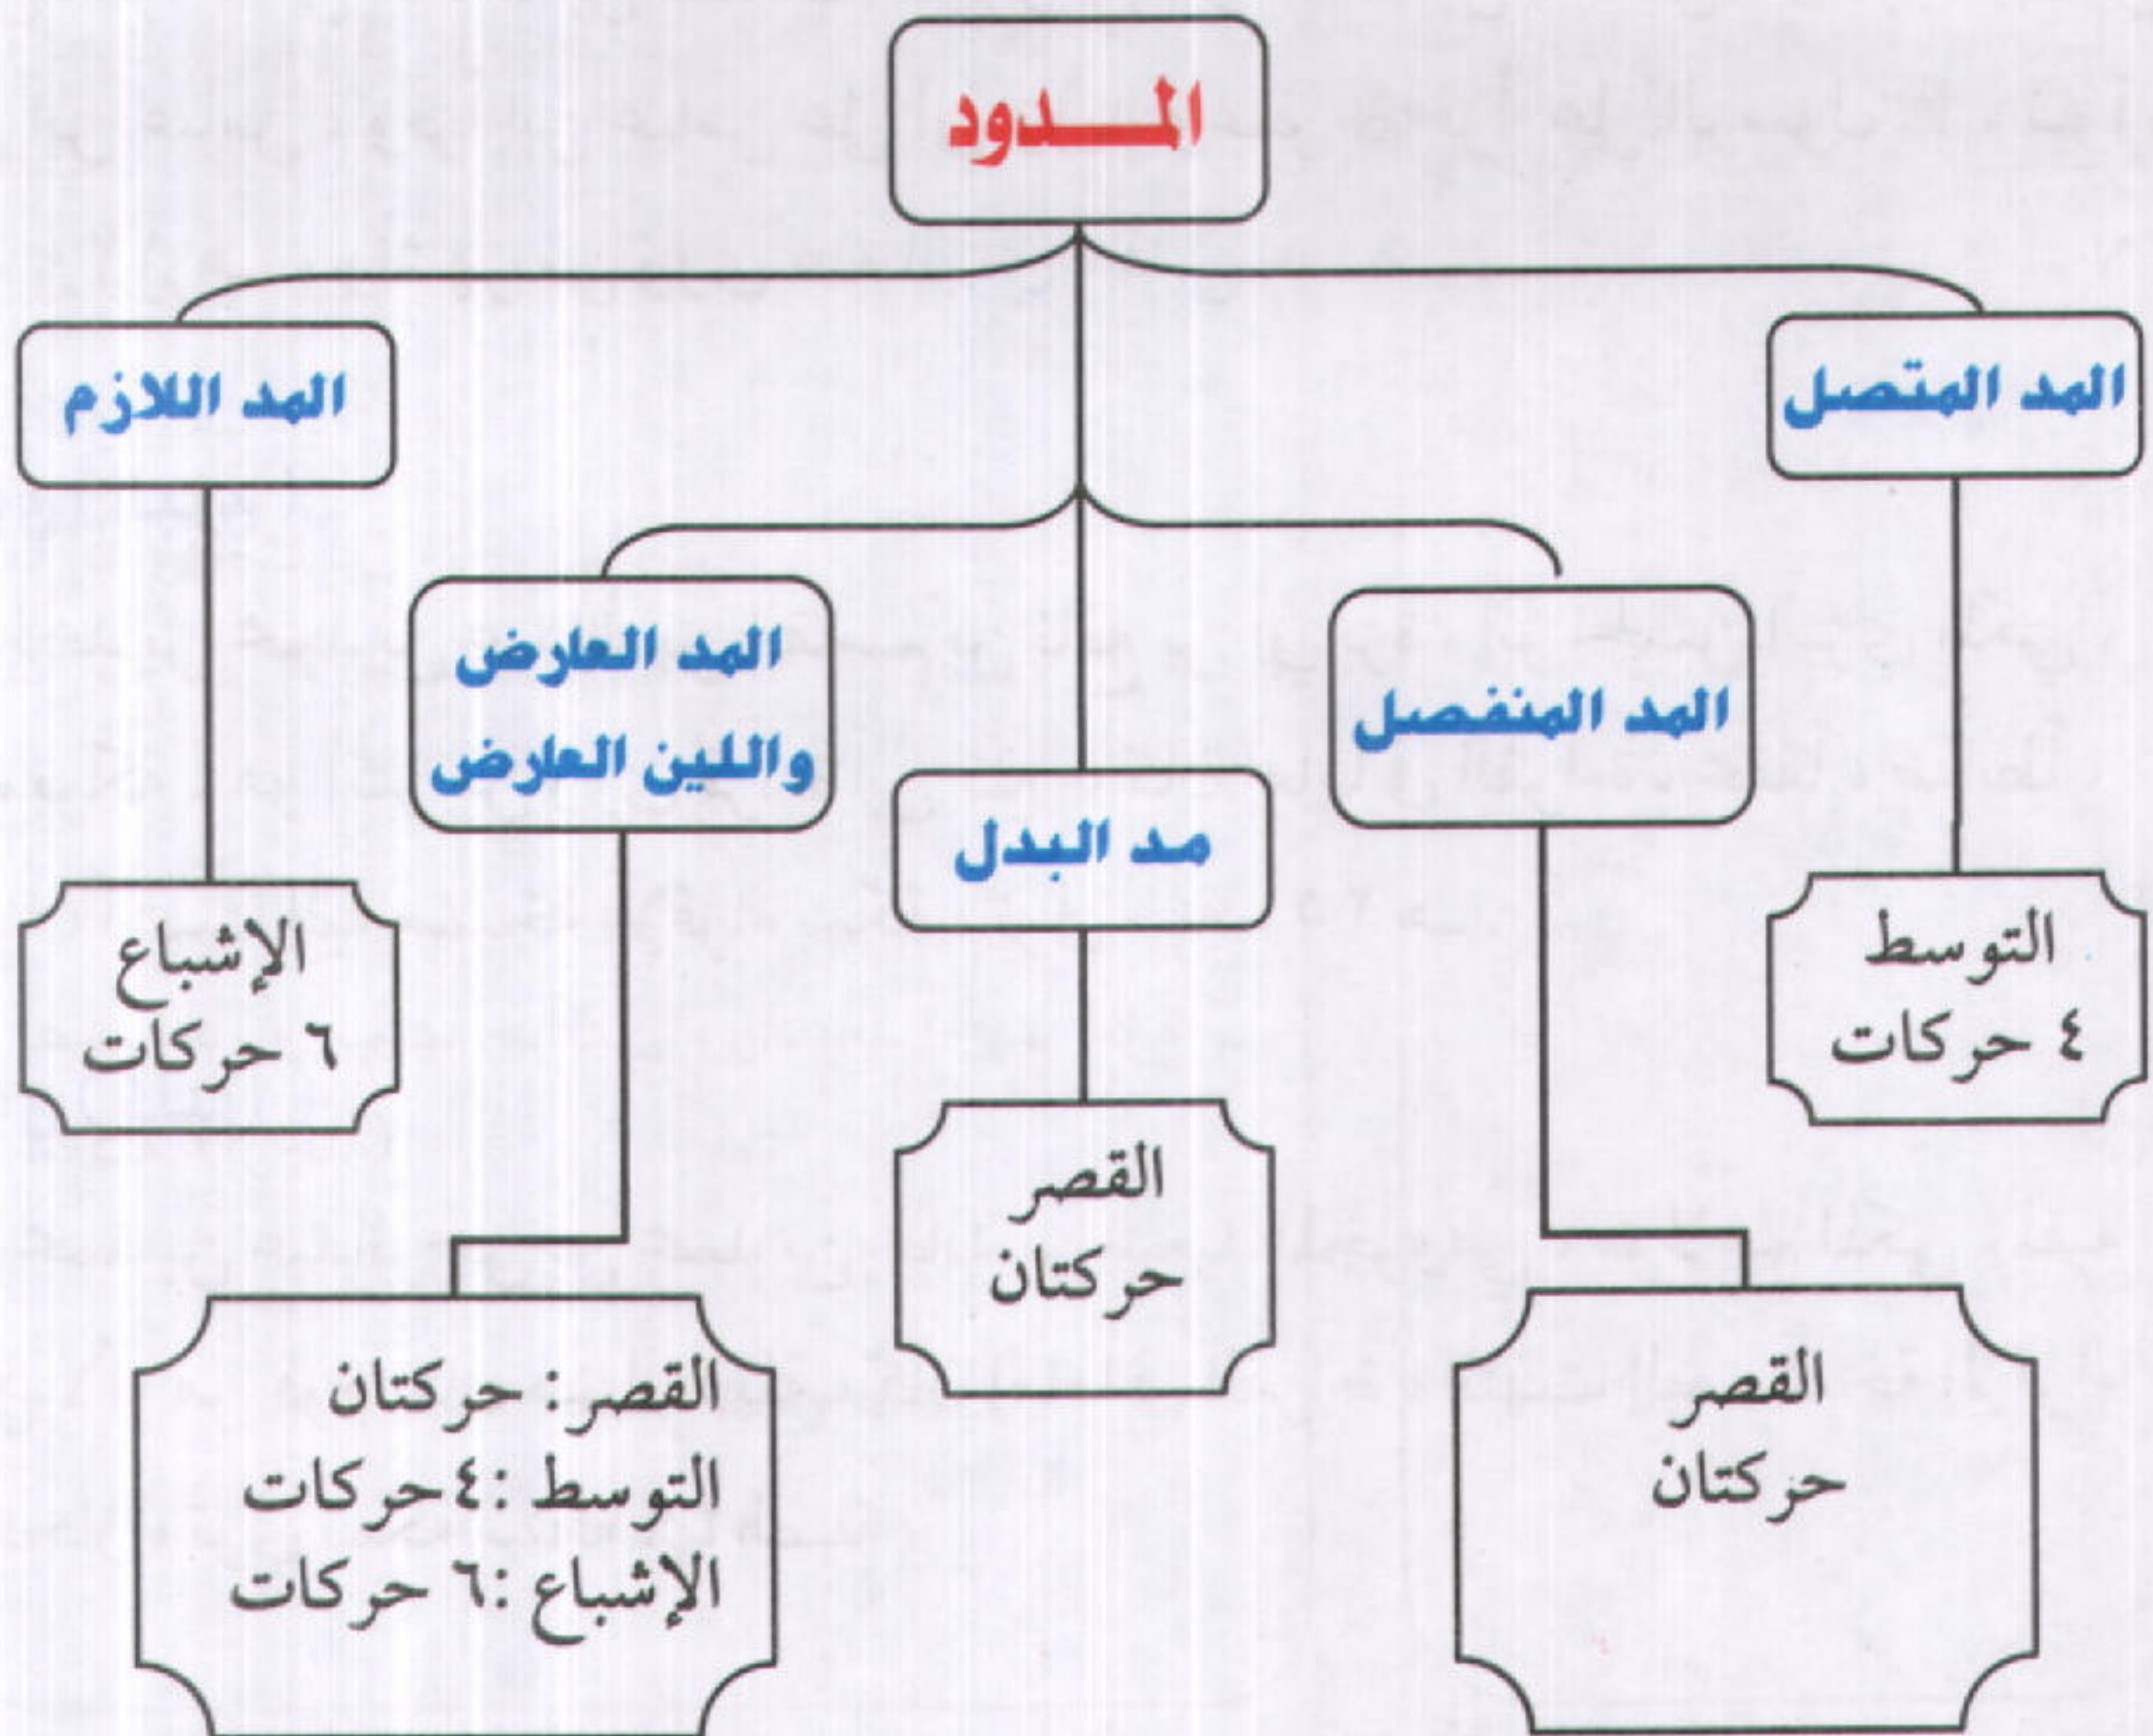 المـدود
المد المتصل
المد اللازم
المد المنفصل
مد البدل
المد العارض
واللين العارض
التوسط
٤ حركات
القصر
حركتان
القصر
حركتان
القصر: حركتان
التوسط :٤حركات
الإشباع :٦ حركات
الإشباع
٦ حركات